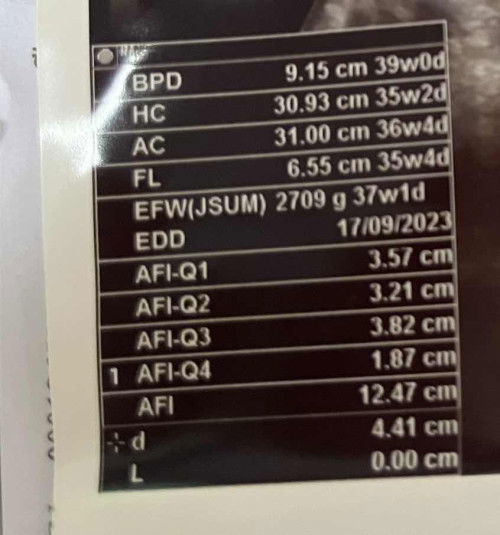 BPD 9.15 cm 39w0d
HC 30.93 cm 35w2d
AC 31.00 cm 36w4d
FL 6.55 cm 35w4d
EFW(JSUM) 2709 g 37w1d
EDD 17/09/2023
AFI-Q1 3.57 cm
AFI-Q2 3.21 cm
AFI-Q3 3.82 cm
1 AFI-Q4 1.87 cm
AFI 12.47 cm
d 4.41 cm
L 0.00 cm